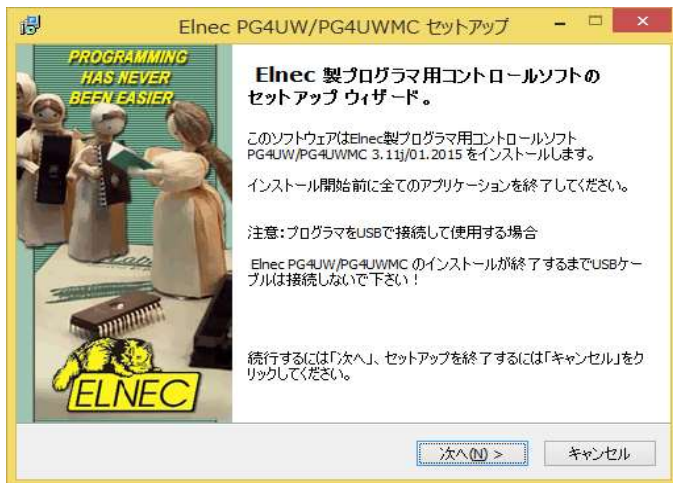 Elnec PG4UW/PG4UWMC セットアップ
PROGRAMMING
HAS NEVER
BEEN EASIER
Elnec 製プログラマ用コントロールソフトの
セットアップ ウィザード。
このソフトウェアはElnec製プログラマ用コントロールソフト
PG4UW/PG4UWMC 3.11j/01.2015 をインストールします。
インストール開始前に全てのアプリケーションを終了してください。
注意：プログラマをUSBで接続して使用する場合
Elnec PG4UW/PG4UWMC のインストールが終了するまでUSBケー
ブルは接続しないで下さい！
続行するには「次へ」、セットアップを終了するには「キャンセル」をク
リックしてください。
ELNEC
次へ(N) >
キャンセル